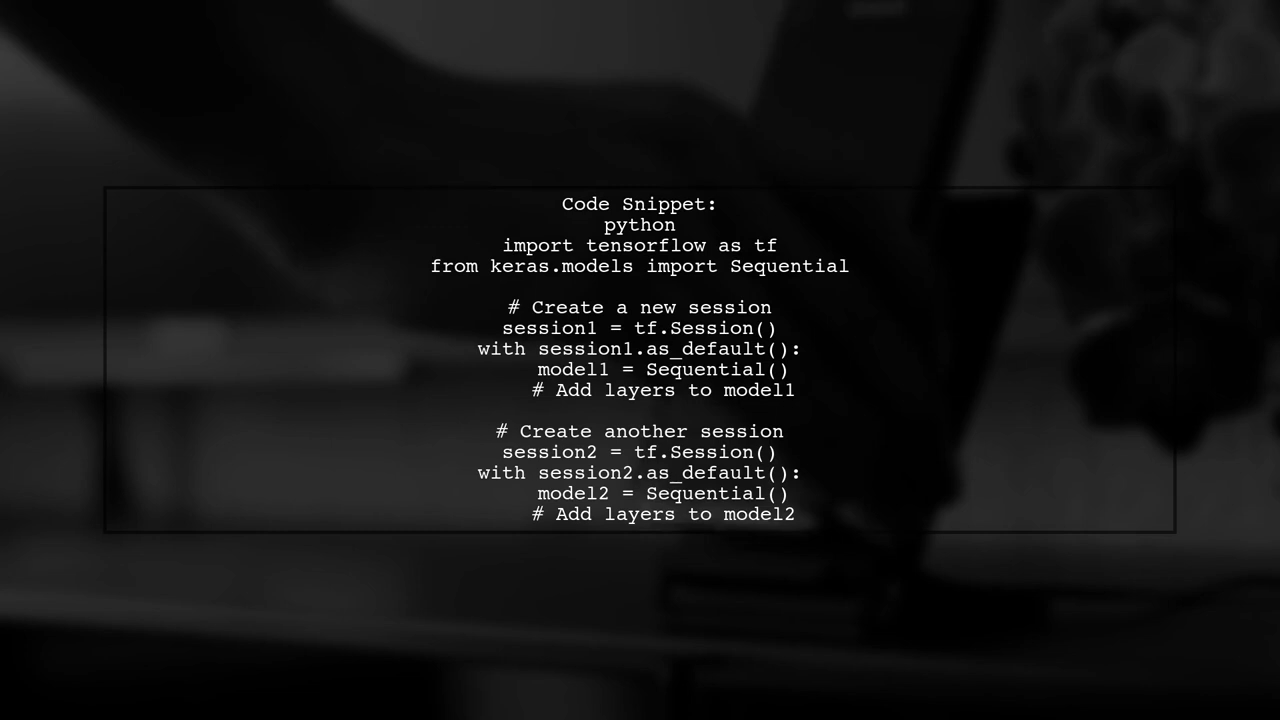 Code Snippet:
python
import tensorflow as tf
from keras.models import Sequential
# Create a new session
session1 = tf.Session()
with session1.as_default():
model1 = Sequential()
# Add layers to model1
# Create another session
session2 = tf.Session()
with session2.as_default():
model2 = Sequential()
# Add layers to model2